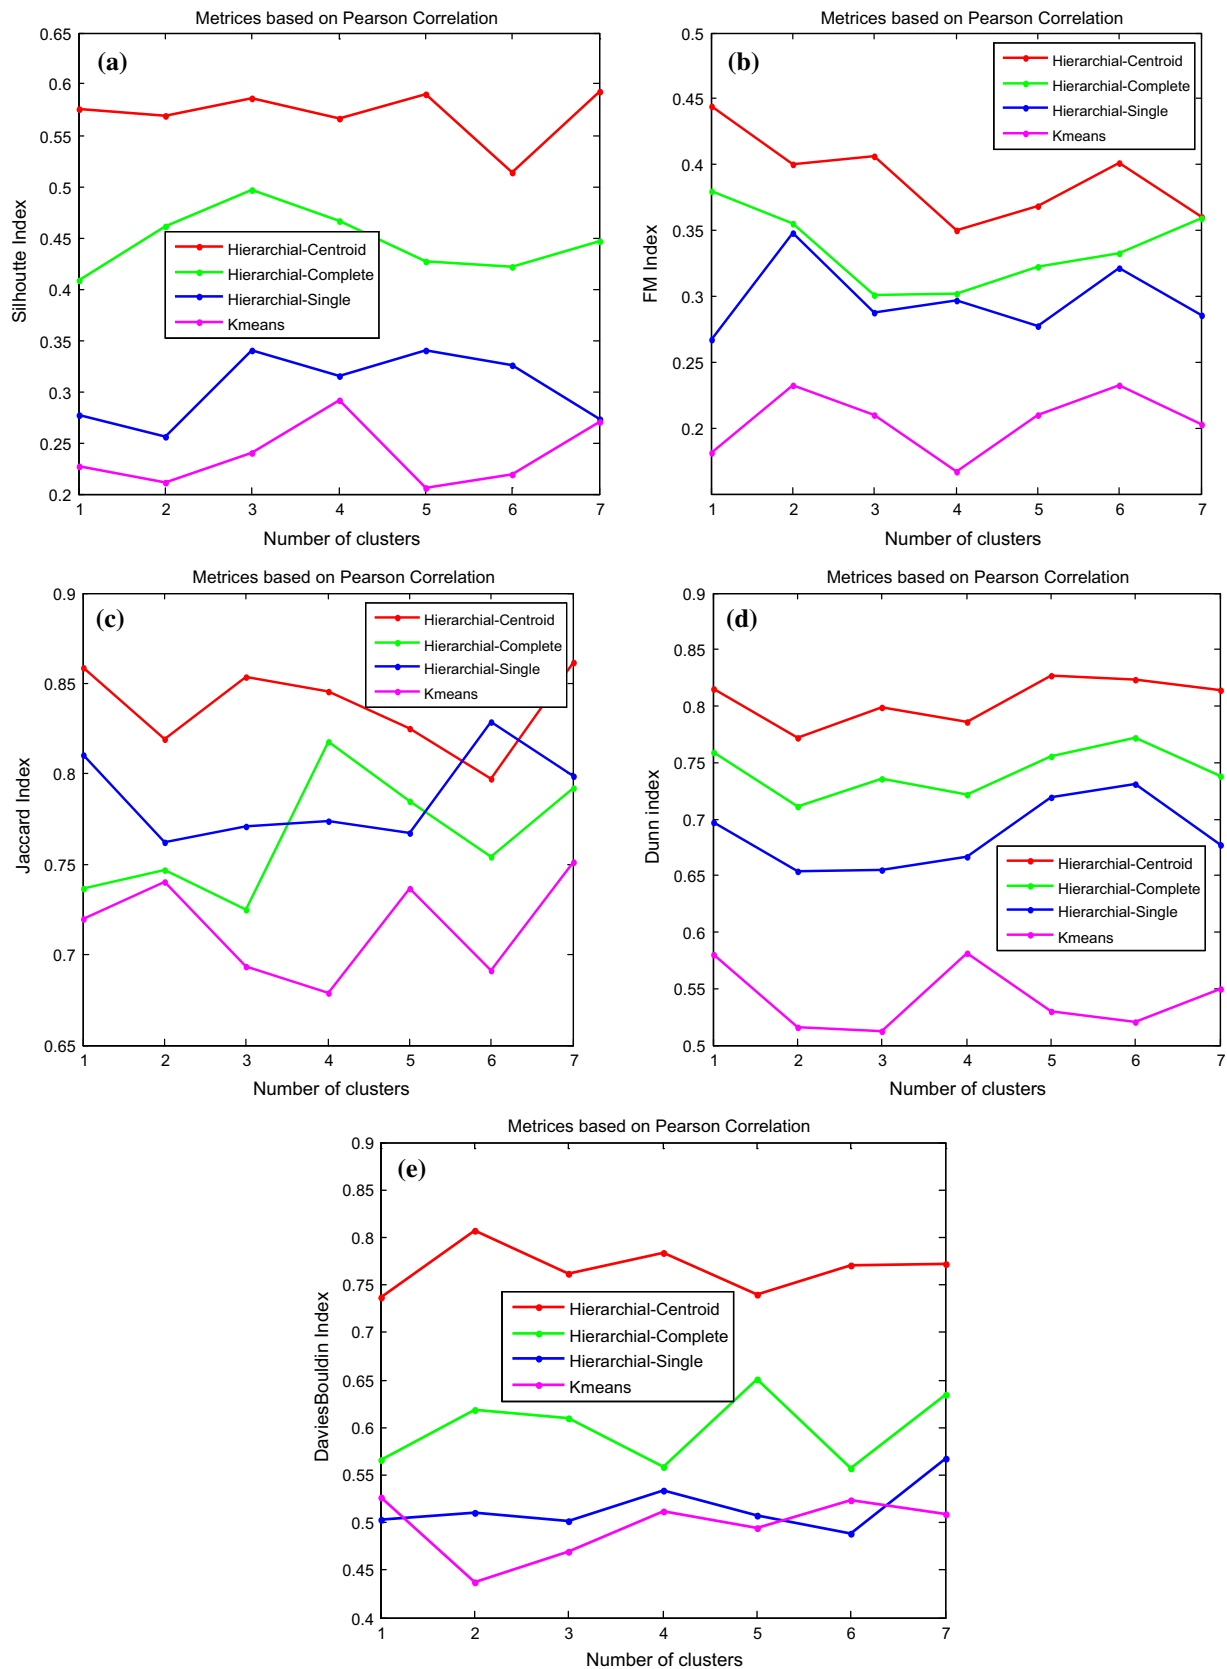 Metrices based on Pearson Correlation
0.65
0.6
0.55
0.5
0.45
0.4
0.35
0.3
0.25
0.2
Silhoutte Index
(a)
Hierarchial-Centroid
Hierarchial-Complete
Hierarchial-Single
Kmeans
1 2 3 4 5 6 7
Number of clusters
Metrices based on Pearson Correlation
0.5
0.45
0.4
0.35
0.3
0.25
0.2
FM Index
(b)
Hierarchial-Centroid
Hierarchial-Complete
Hierarchial-Single
Kmeans
1 2 3 4 5 6 7
Number of clusters
Metrices based on Pearson Correlation
0.9
0.85
0.8
0.75
0.7
0.65
Jaccard Index
(c)
Hierarchial-Centroid
Hierarchial-Complete
Hierarchial-Single
Kmeans
1 2 3 4 5 6 7
Number of clusters
Metrices based on Pearson Correlation
0.9
0.85
0.8
0.75
0.7
0.65
0.6
0.55
0.5
Dunn index
(d)
Hierarchial-Centroid
Hierarchial-Complete
Hierarchial-Single
Kmeans
1 2 3 4 5 6 7
Number of clusters
Metrices based on Pearson Correlation
0.9
0.85
0.8
0.75
0.7
0.65
0.6
0.55
0.5
0.45
0.4
DaviesBouldin Index
(e)
Hierarchial-Centroid
Hierarchial-Complete
Hierarchial-Single
Kmeans
1 2 3 4 5 6 7
Number of clusters